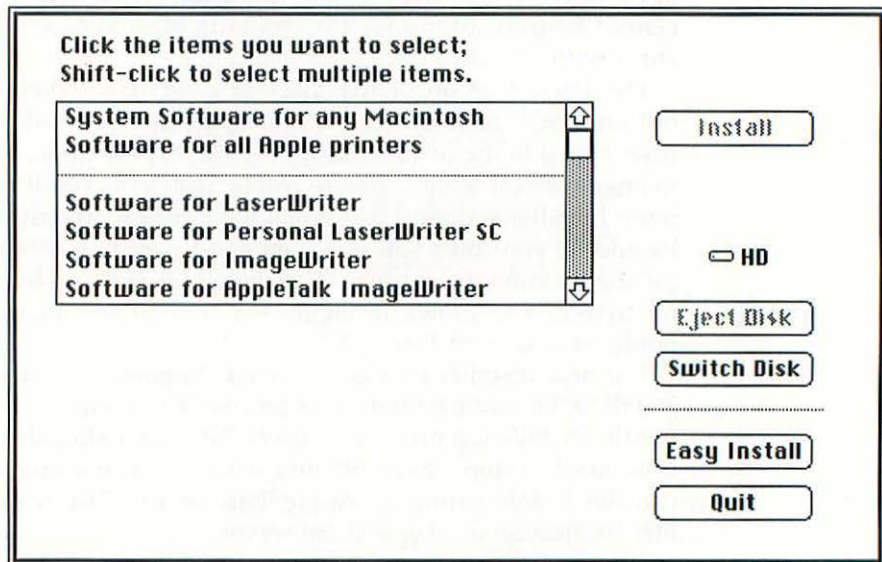 Click the items you want to select;
Shift-click to select multiple items.
System Software for any Macintosh
Software for all Apple printers
Software for LaserWriter
Software for Personal LaserWriter SC
Software for ImageWriter
Software for AppleTalk ImageWriter
Install
HD
Eject Disk
Switch Disk
Easy Install
Quit